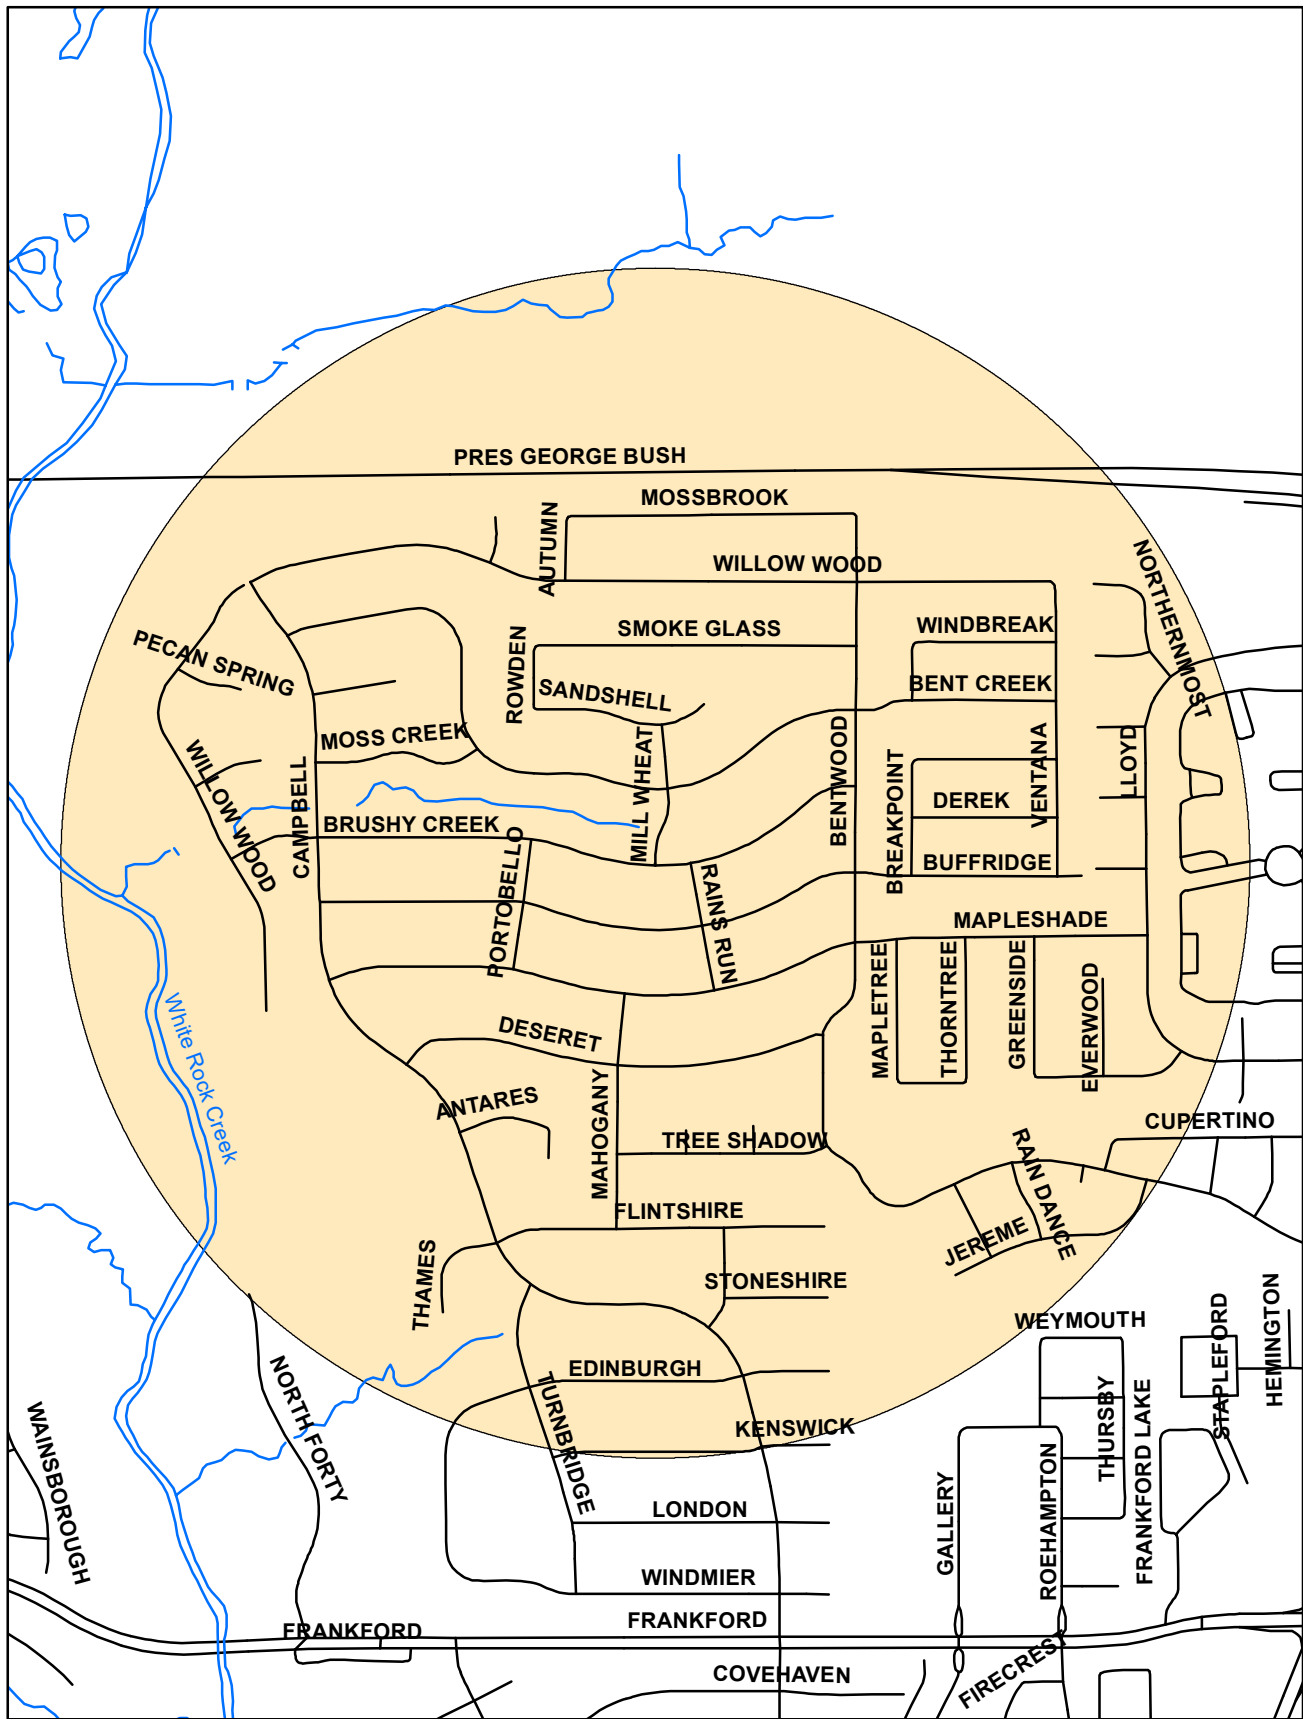 PRES GEORGE BUSH
MOSSBROOK
AUTUMN
WILLOW WOOD
NORTHERNMOST
WINDBREAK
SMOKE GLASS
PECAN SPRING
ROWDEN
SANDSHELL
BENT CREEK
MOSS CREEK
WILLOW WOOD
CAMPBELL
MILL WHEAT
BENTWOOD
BREAKPOINT
VENTANA
LLOYD
DEREK
BRUSHY CREEK
PORTOBELLO
RAINS RUN
BUFFRIDGE
MAPLESHADE
MAPLETREE
THORNTREE
GREENSIDE
EVERWOOD
White Rock Creek
DESERET
ANTARES
MAHOGANY
TREE SHADOW
CUPERTINO
RAIN DANCE
JEREME
FLINTSHIRE
THAMES
STONESHIRE
WEYMOUTH
STAPLEFORD
HEMINGTON
EDINBURGH
TURNBRIDGE
NORTH FORTY
KENSWICK
THURSBY
FRANKFORD LAKE
WAINSBOROUGH
GALLERY
ROEHAMPTON
LONDON
WINDMIER
FRANKFORD
FRANKFORD
FIRECREST
COVEHAVEN